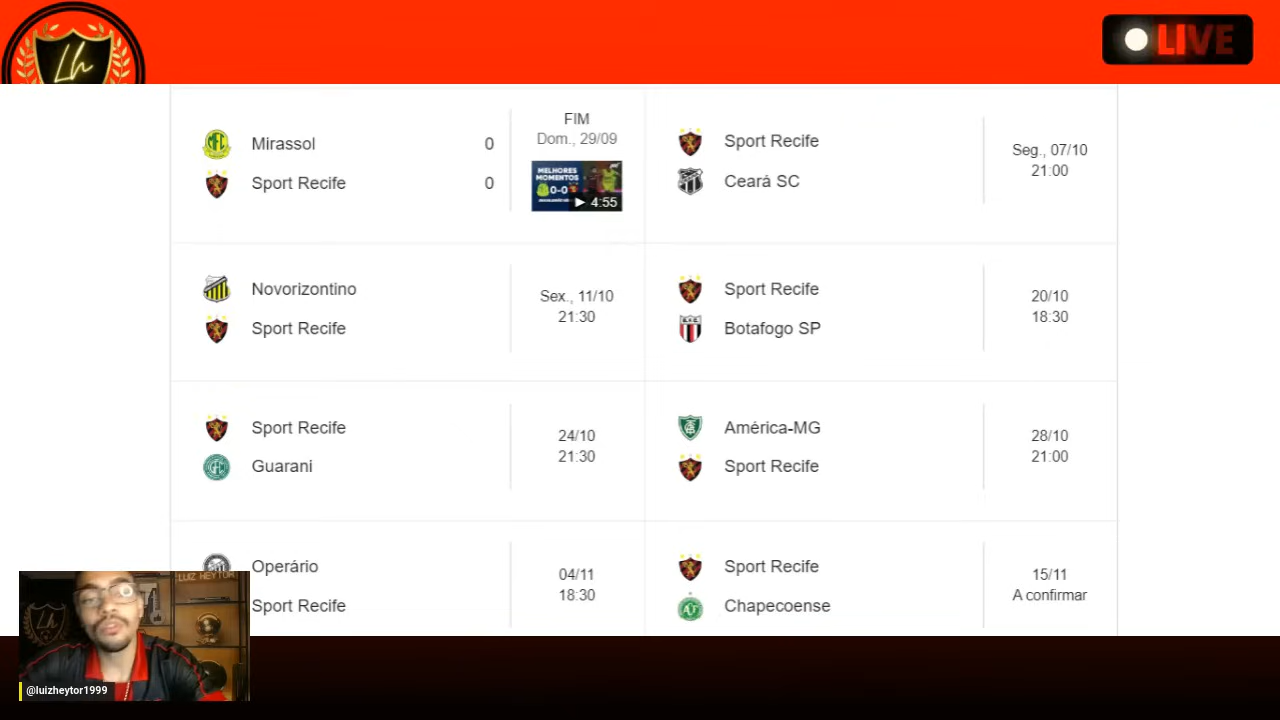 Lh
LIVE
Mirassol 0
Sport Recife 0
FIM
Dom., 29/09
MELHORES
MOMENTOS
0-0
4:55
Sport Recife
Ceará SC
Seg., 07/10
21:00
Novorizontino
Sport Recife
Sex., 11/10
21:30
Sport Recife
Botafogo SP
20/10
18:30
Sport Recife
Guarani
24/10
21:30
América-MG
Sport Recife
28/10
21:00
Operário
Sport Recife
04/11
18:30
Sport Recife
Chapecoense
15/11
A confirmar
LUIZ HEYTOR
Lh
@luizheytor1999